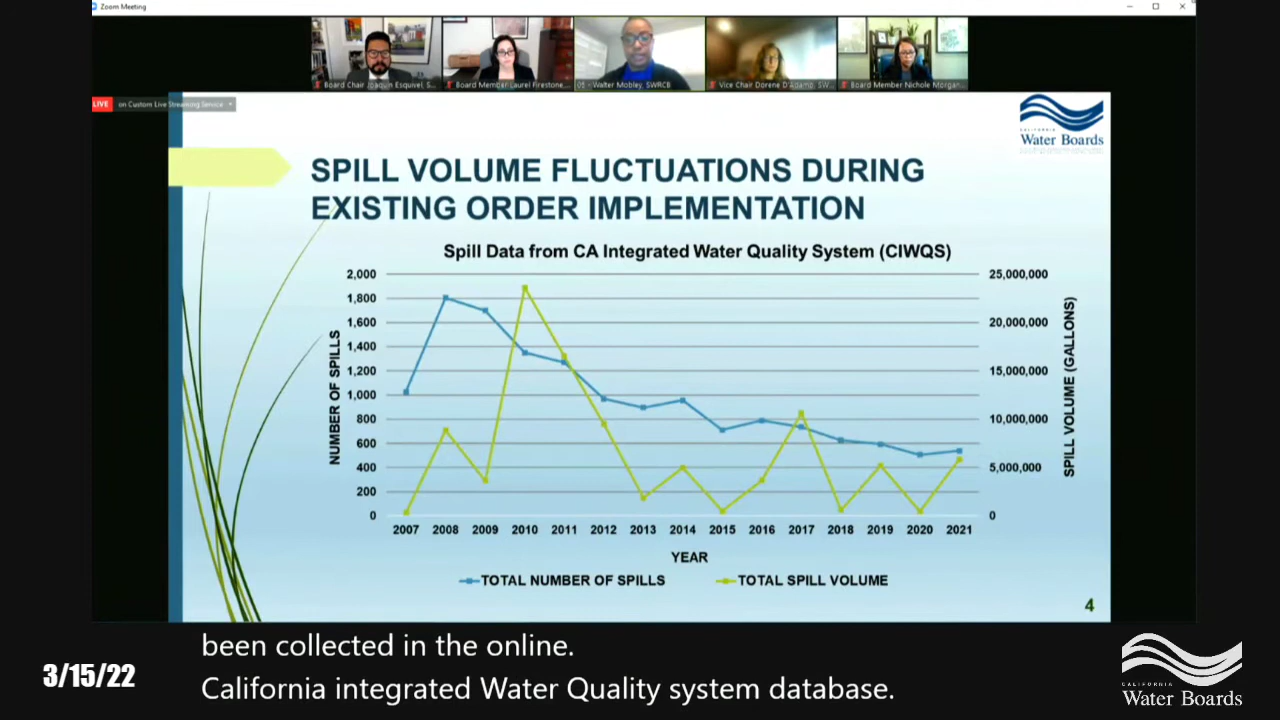 Zoom Meeting
Board Chair Joaquin Esquivel, S...
Board Member Laurel Firestone...
05 - Walter Mobley, SWRCB
Vice Chair Dorene D'Adamo, SW...
Board Member Nichole Morgan...
LIVE on Custom Live Streaming Service
CALIFORNIA
Water Boards
SPILL VOLUME FLUCTUATIONS DURING
EXISTING ORDER IMPLEMENTATION
Spill Data from CA Integrated Water Quality System (CIWQS)
NUMBER OF SPILLS
2,000
1,800
1,600
1,400
1,200
1,000
800
600
400
200
0
25,000,000
20,000,000
15,000,000
10,000,000
5,000,000
0
SPILL VOLUME (GALLONS)
2007 2008 2009 2010 2011 2012 2013 2014 2015 2016 2017 2018 2019 2020 2021
YEAR
TOTAL NUMBER OF SPILLS TOTAL SPILL VOLUME
4
been collected in the online.
California integrated Water Quality system database.
3/15/22
CALIFORNIA
Water Boards